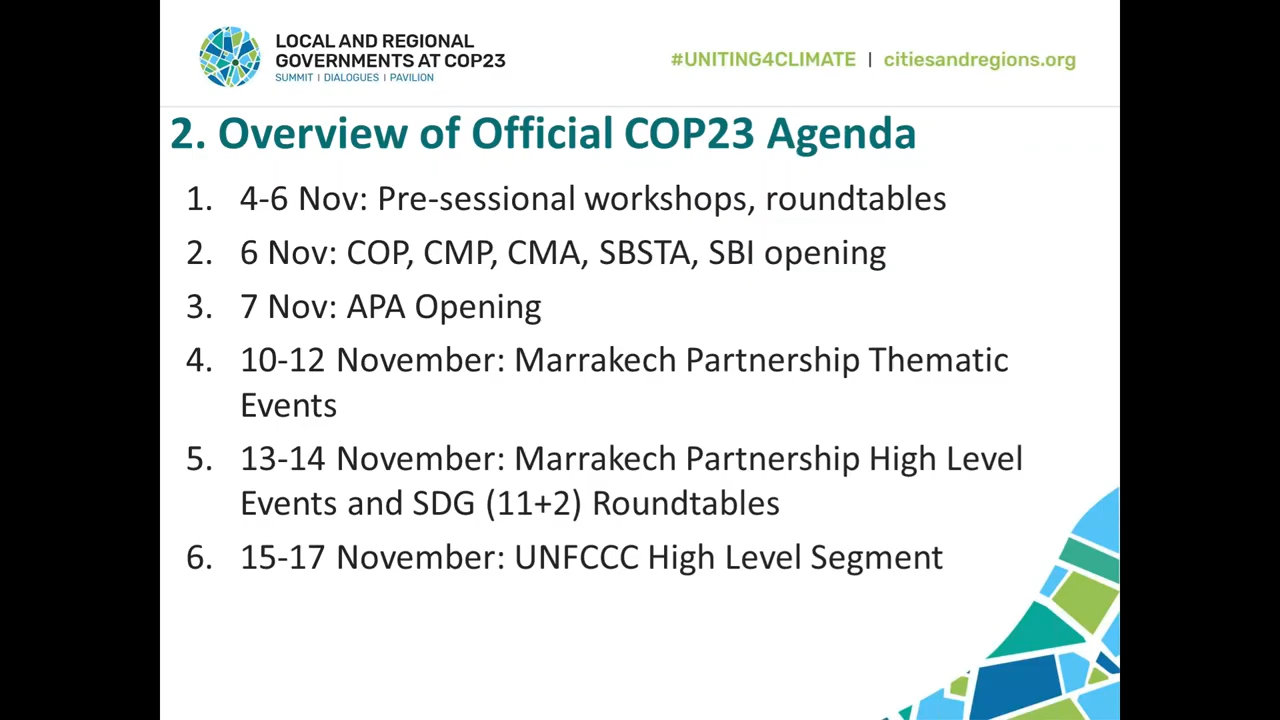 LOCAL AND REGIONAL
GOVERNMENTS AT COP23
SUMMIT | DIALOGUES | PAVILION
#UNITING4CLIMATE | citiesandregions.org
2. Overview of Official COP23 Agenda
1. 4-6 Nov: Pre-sessional workshops, roundtables
2. 6 Nov: COP, CMP, CMA, SBSTA, SBI opening
3. 7 Nov: APA Opening
4. 10-12 November: Marrakech Partnership Thematic
Events
5. 13-14 November: Marrakech Partnership High Level
Events and SDG (11+2) Roundtables
6. 15-17 November: UNFCCC High Level Segment